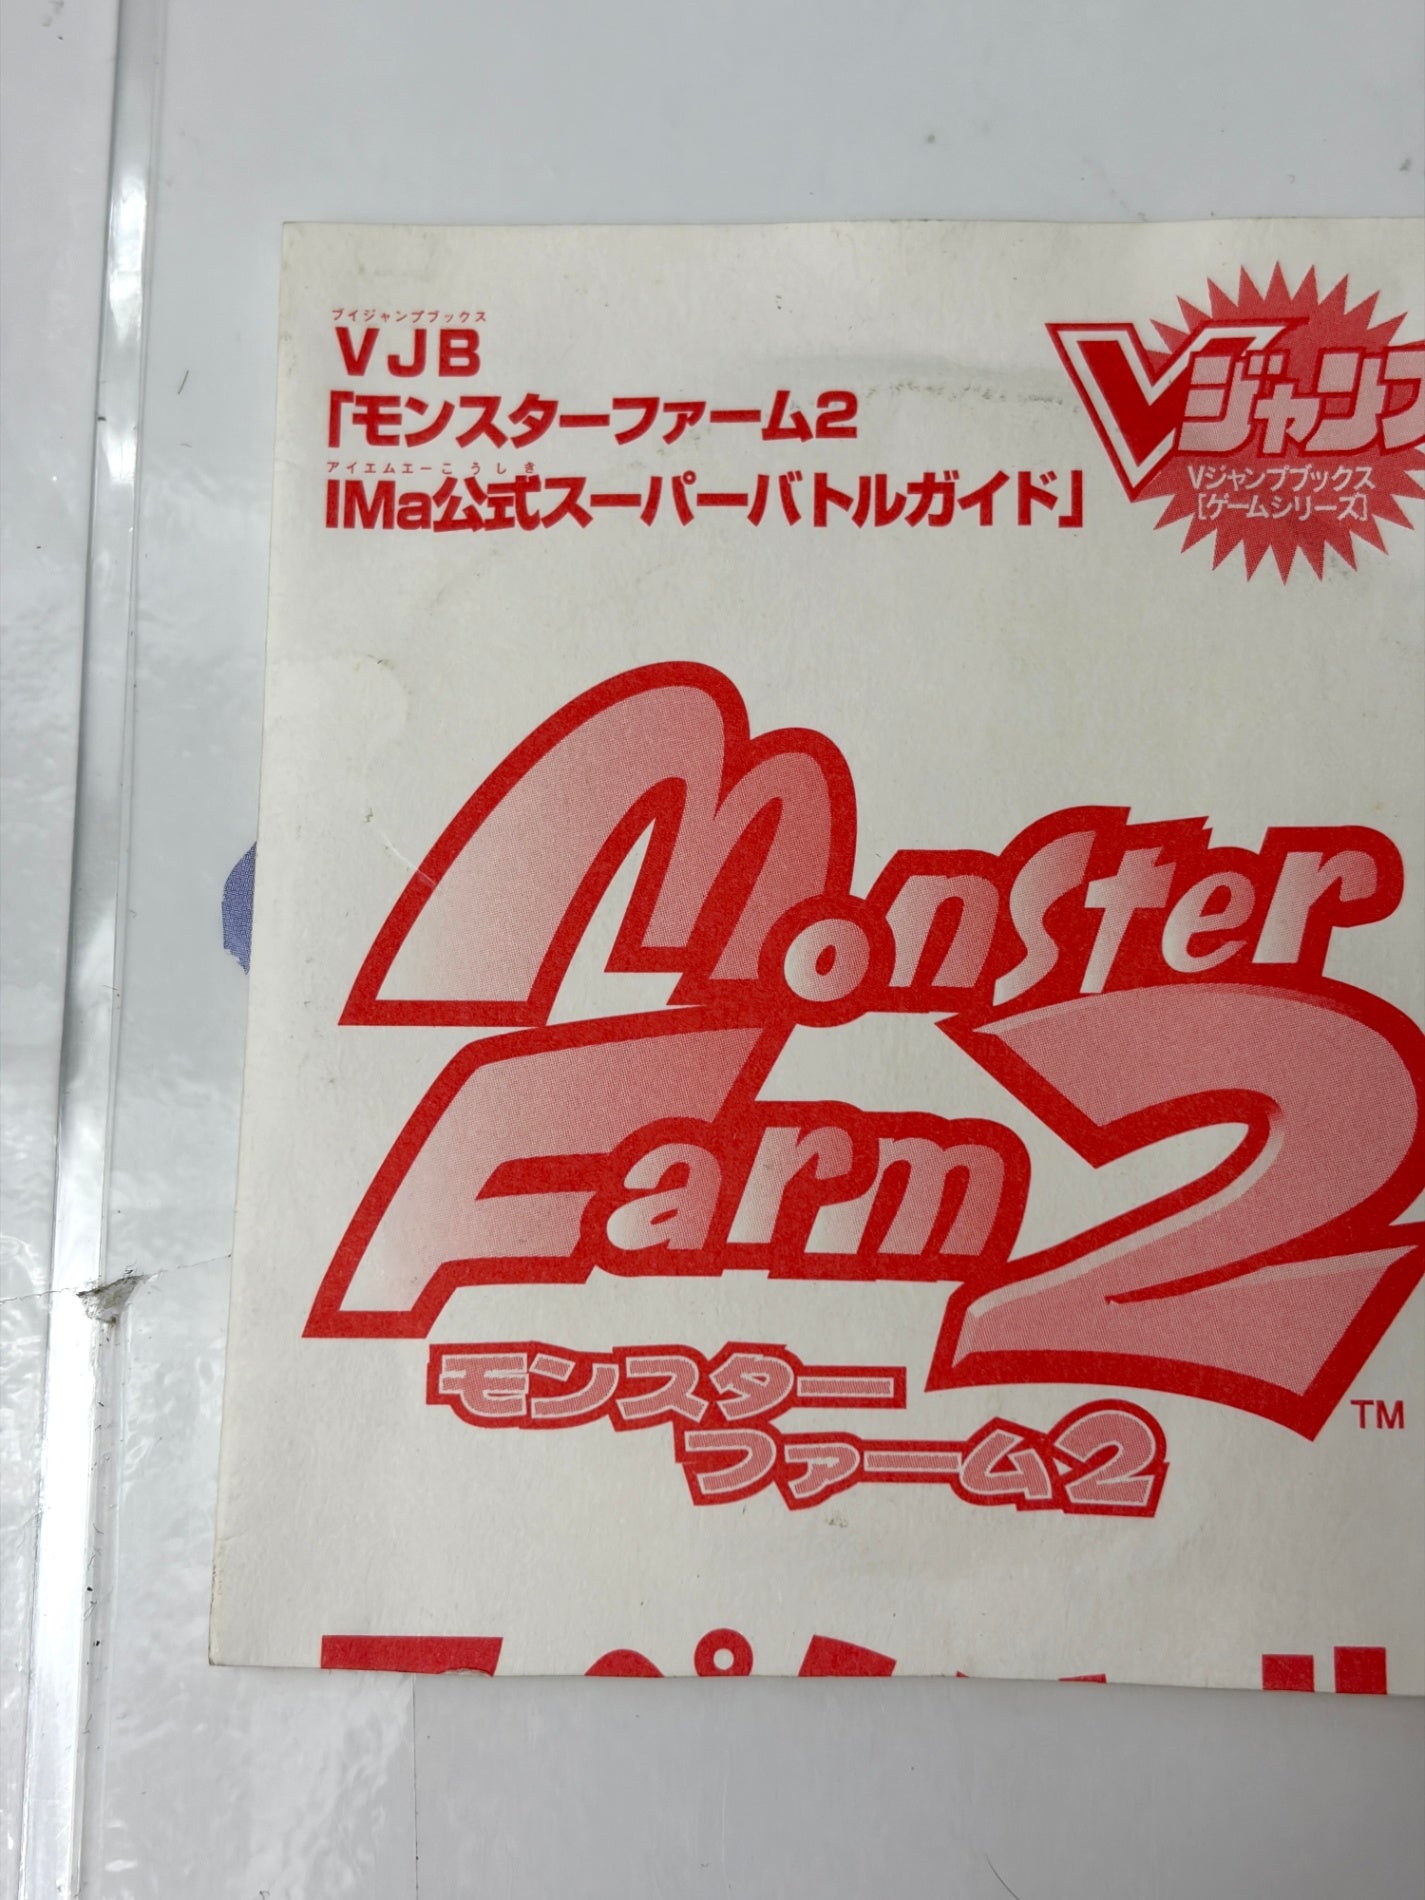 ブイジャンプブックス
VJB
「モンスターファーム2
アイエムエーこうしき
IMa公式スーパーバトルガイド」
Vジャンプ
Vジャンプブックス
［ゲームシリーズ］
Monster
Farm 2
TM
モンスター
ファーム2